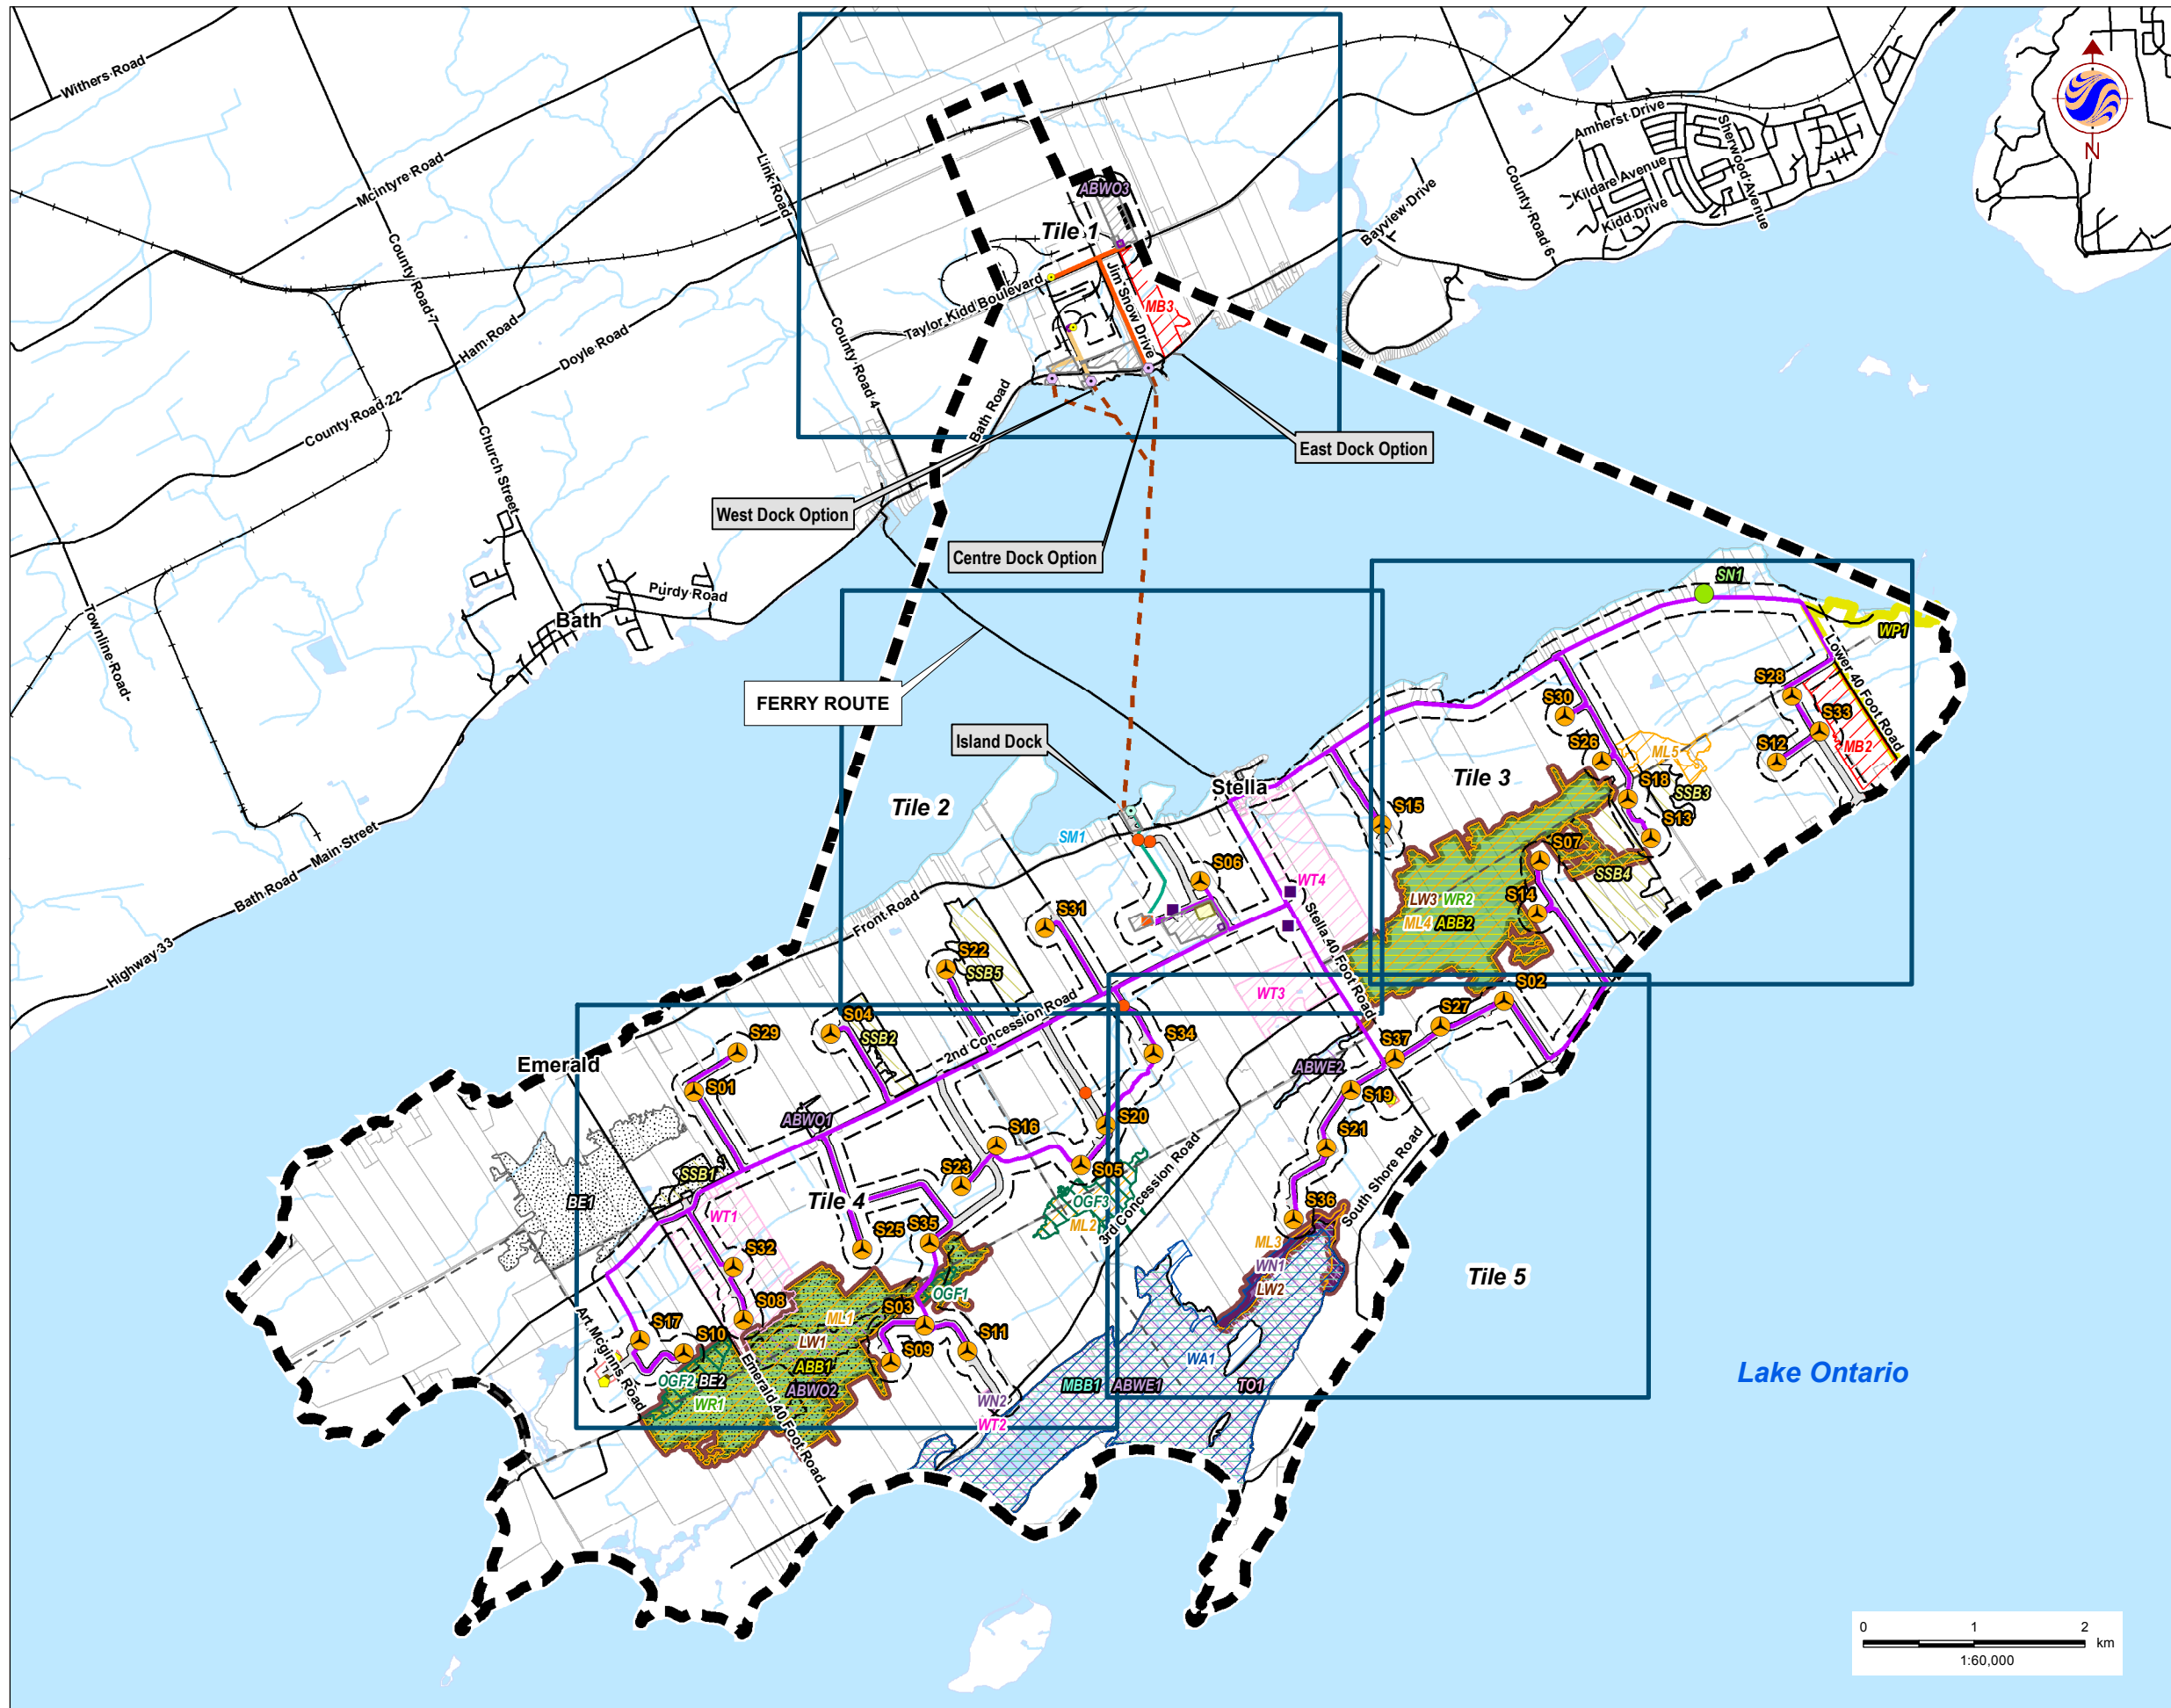 Withers Road
Mcintyre Road
Link Road
County Road 7
County Road 4
Ham Road
Doyle Road
County Road 22
Church Street
Townline Road
Purdy Road
Bath
Bath Road
Main Street
Highway 33
Tile 1
ABWO3
Taylor Kidd Boulevard
Jim Snow Drive
MB3
Bath Road
Bayview Drive
County Road 6
Amherst Drive
Sherwood Avenue
Kildare Avenue
Kidd Drive
N
East Dock Option
West Dock Option
Centre Dock Option
FERRY ROUTE
Island Dock
Tile 2
Stella
SM1
Front Road
S06
S31
S22
SSB5
WT4
WT3
Stella 40 Foot Road
2nd Concession Road
Tile 3
SN1
WP1
Lower 40 Foot Road
S28
S33
S12
MB2
S30
S26
ML5
S18
SSB3
S13
S15
S07
SSB4
S14
LW3
WR2
ML4
ABB2
S02
S27
S37
ABWE2
S19
S21
S36
South Shore Road
S34
S20
S05
3rd Concession Road
OGF3
ML2
Emerald
S29
S04
SSB2
S01
ABWO1
SSB1
BE1
WT1
Tile 4
S16
S23
S25
S35
S32
S08
OGF1
S03
ML1
LW1
ABB1
ABWO2
S09
S11
S17
S10
Art Mcginns Road
OGF2
BE2
WR1
Emerald 40 Foot Road
WN2
WT2
MBB1
ABWE1
TO1
WA1
ML3
WN1
LW2
Tile 5
Lake Ontario
0 1 2
km
1:60,000